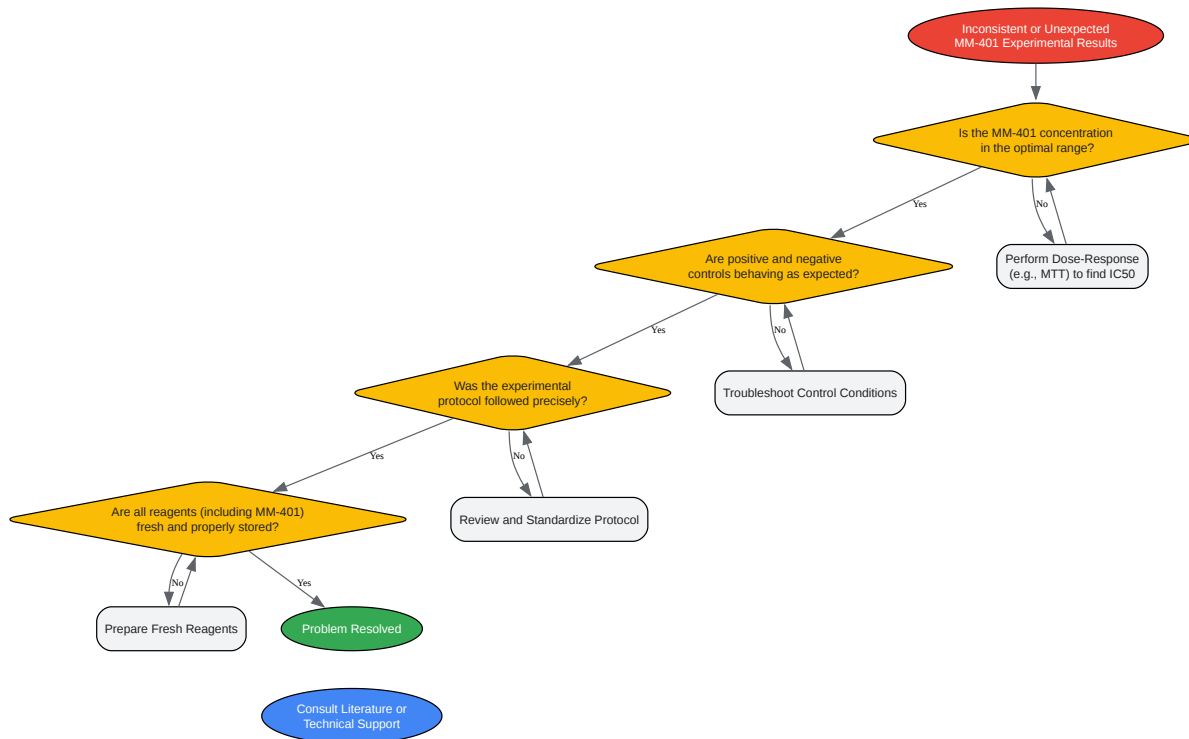 Inconsistent or Unexpected
MM-401 Experimental Results
Is the MM-401 concentration
in the optimal range?
Yes
No
Are positive and negative
controls behaving as expected?
Perform Dose-Response
(e.g., MTT) to find IC50
Yes
No
Was the experimental
protocol followed precisely?
Troubleshoot Control Conditions
Yes
No
Are all reagents (including MM-401)
fresh and properly stored?
Review and Standardize Protocol
No
Yes
Prepare Fresh Reagents
Problem Resolved
Consult Literature or
Technical Support